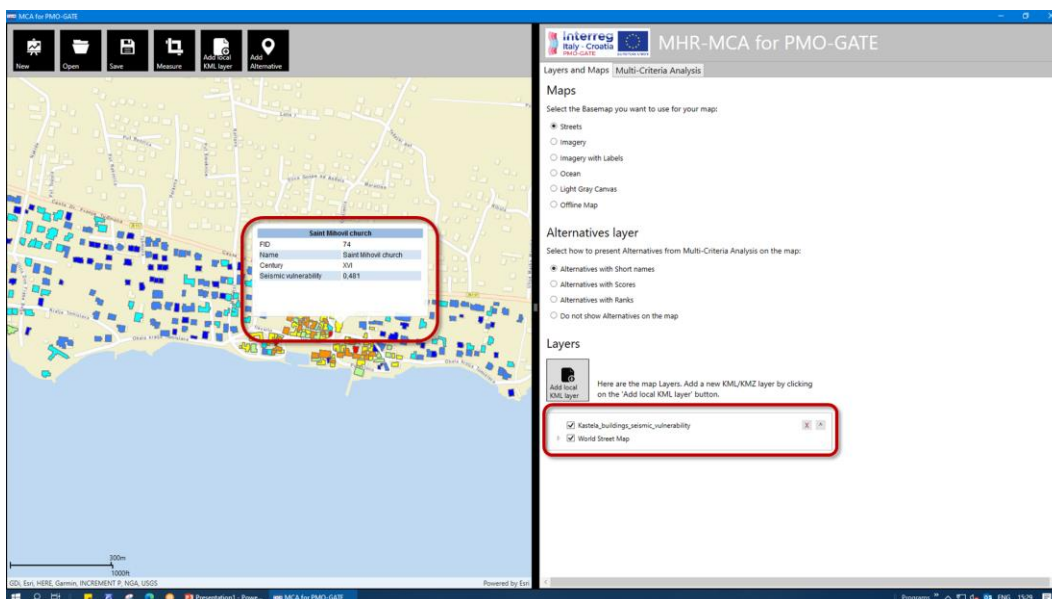 MCA for PMO-GATE
New
Open
Save
Measure
Add local
KML layer
Add
Alternative
Saint Mihovil church
FID 74
Name Saint Mihovil church
Century XVI
Seismic vulnerability 0,481
300m
1000ft
GDi, Esri, HERE, Garmin, INCREMENT P, NGA, USGS
Powered by Esri
Interreg
Italy - Croatia
PMO-GATE
MHR-MCA for PMO-GATE
Layers and Maps
Multi-Criteria Analysis
Maps
Select the Basemap you want to use for your map:
Streets
Imagery
Imagery with Labels
Ocean
Light Gray Canvas
Offline Map
Alternatives layer
Select how to present Alternatives from Multi-Criteria Analysis on the map:
Alternatives with Short names
Alternatives with Scores
Alternatives with Ranks
Do not show Alternatives on the map
Layers
Add local
KML layer
Here are the map Layers. Add a new KML/KMZ layer by clicking
on the 'Add local KML layer' button.
Kastela_buildings_seismic_vulnerability X ^
World Street Map
Presentation1 - Powe...
MCA for PMO-GATE
Programs
ENG
15:29